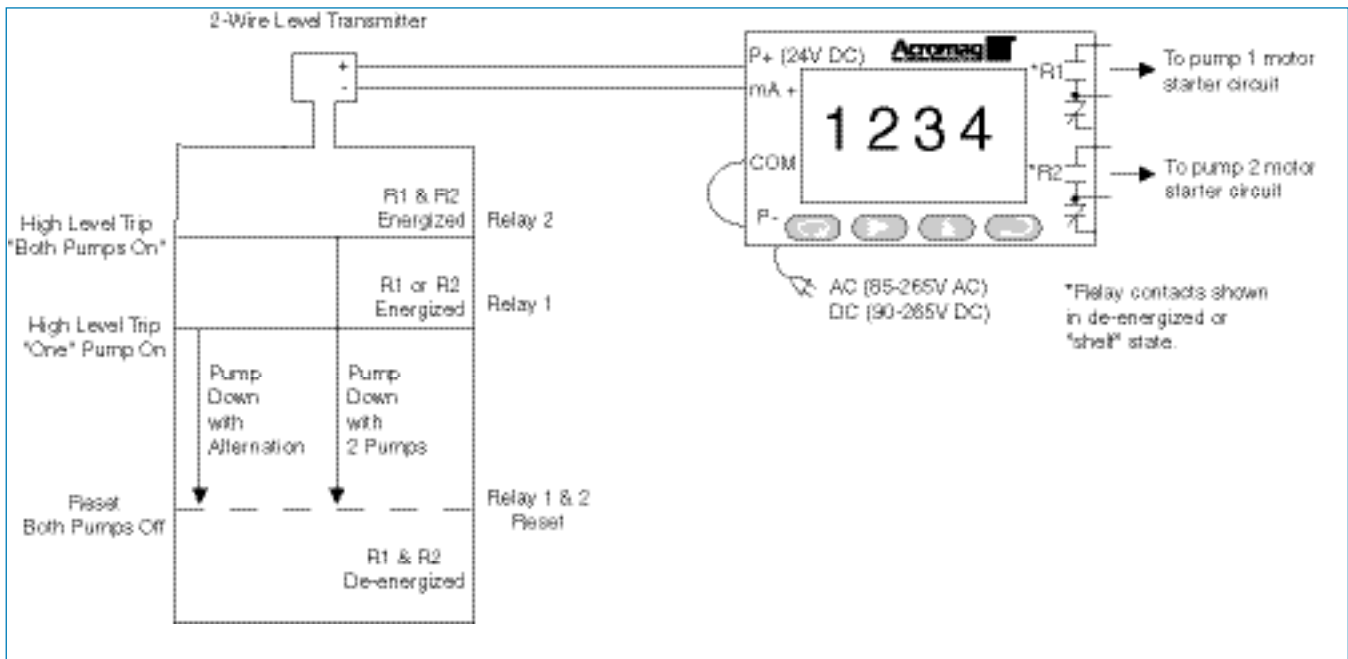 2-Wire Level Transmitter
+
-
P+ (24V DC)
Acromag
mA +
1234
COM
P-
*R1
*R2
To pump 1 motor
starter circuit
To pump 2 motor
starter circuit
AC (85-265V AC)
DC (90-265V DC)
*Relay contacts shown
in de-energized or
"shelf" state.
R1 & R2
Energized
Relay 2
High Level Trip
"Both Pumps On"
R1 or R2
Energized
Relay 1
High Level Trip
"One" Pump On
Pump
Down
with
Alternation
Pump
Down
with
2 Pumps
Reset
Both Pumps Off
Relay 1 & 2
Reset
R1 & R2
De-energized